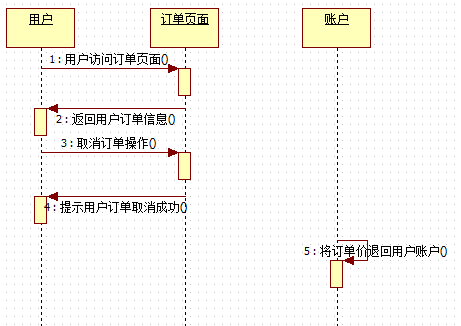 用户
订单页面
账户
1：用户访问订单页面()
2：返回用户订单信息()
3：取消订单操作()
4：提示用户订单取消成功()
5：将订单价退回用户账户()